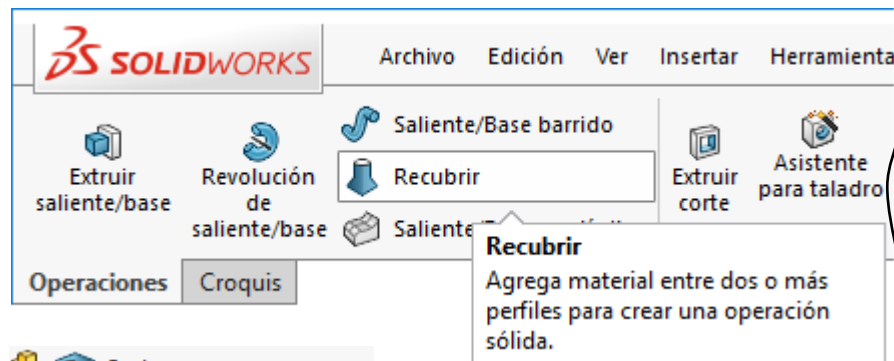 SOLIDWORKS
Archivo Edición Ver Insertar Herramienta
Extruir
saliente/base
Revolución
de
saliente/base
Saliente/Base barrido
Recubrir
Saliente
Extruir
corte
Asistente
para taladro
Operaciones Croquis
Recubrir
Agrega material entre dos o más
perfiles para crear una operación
sólida.